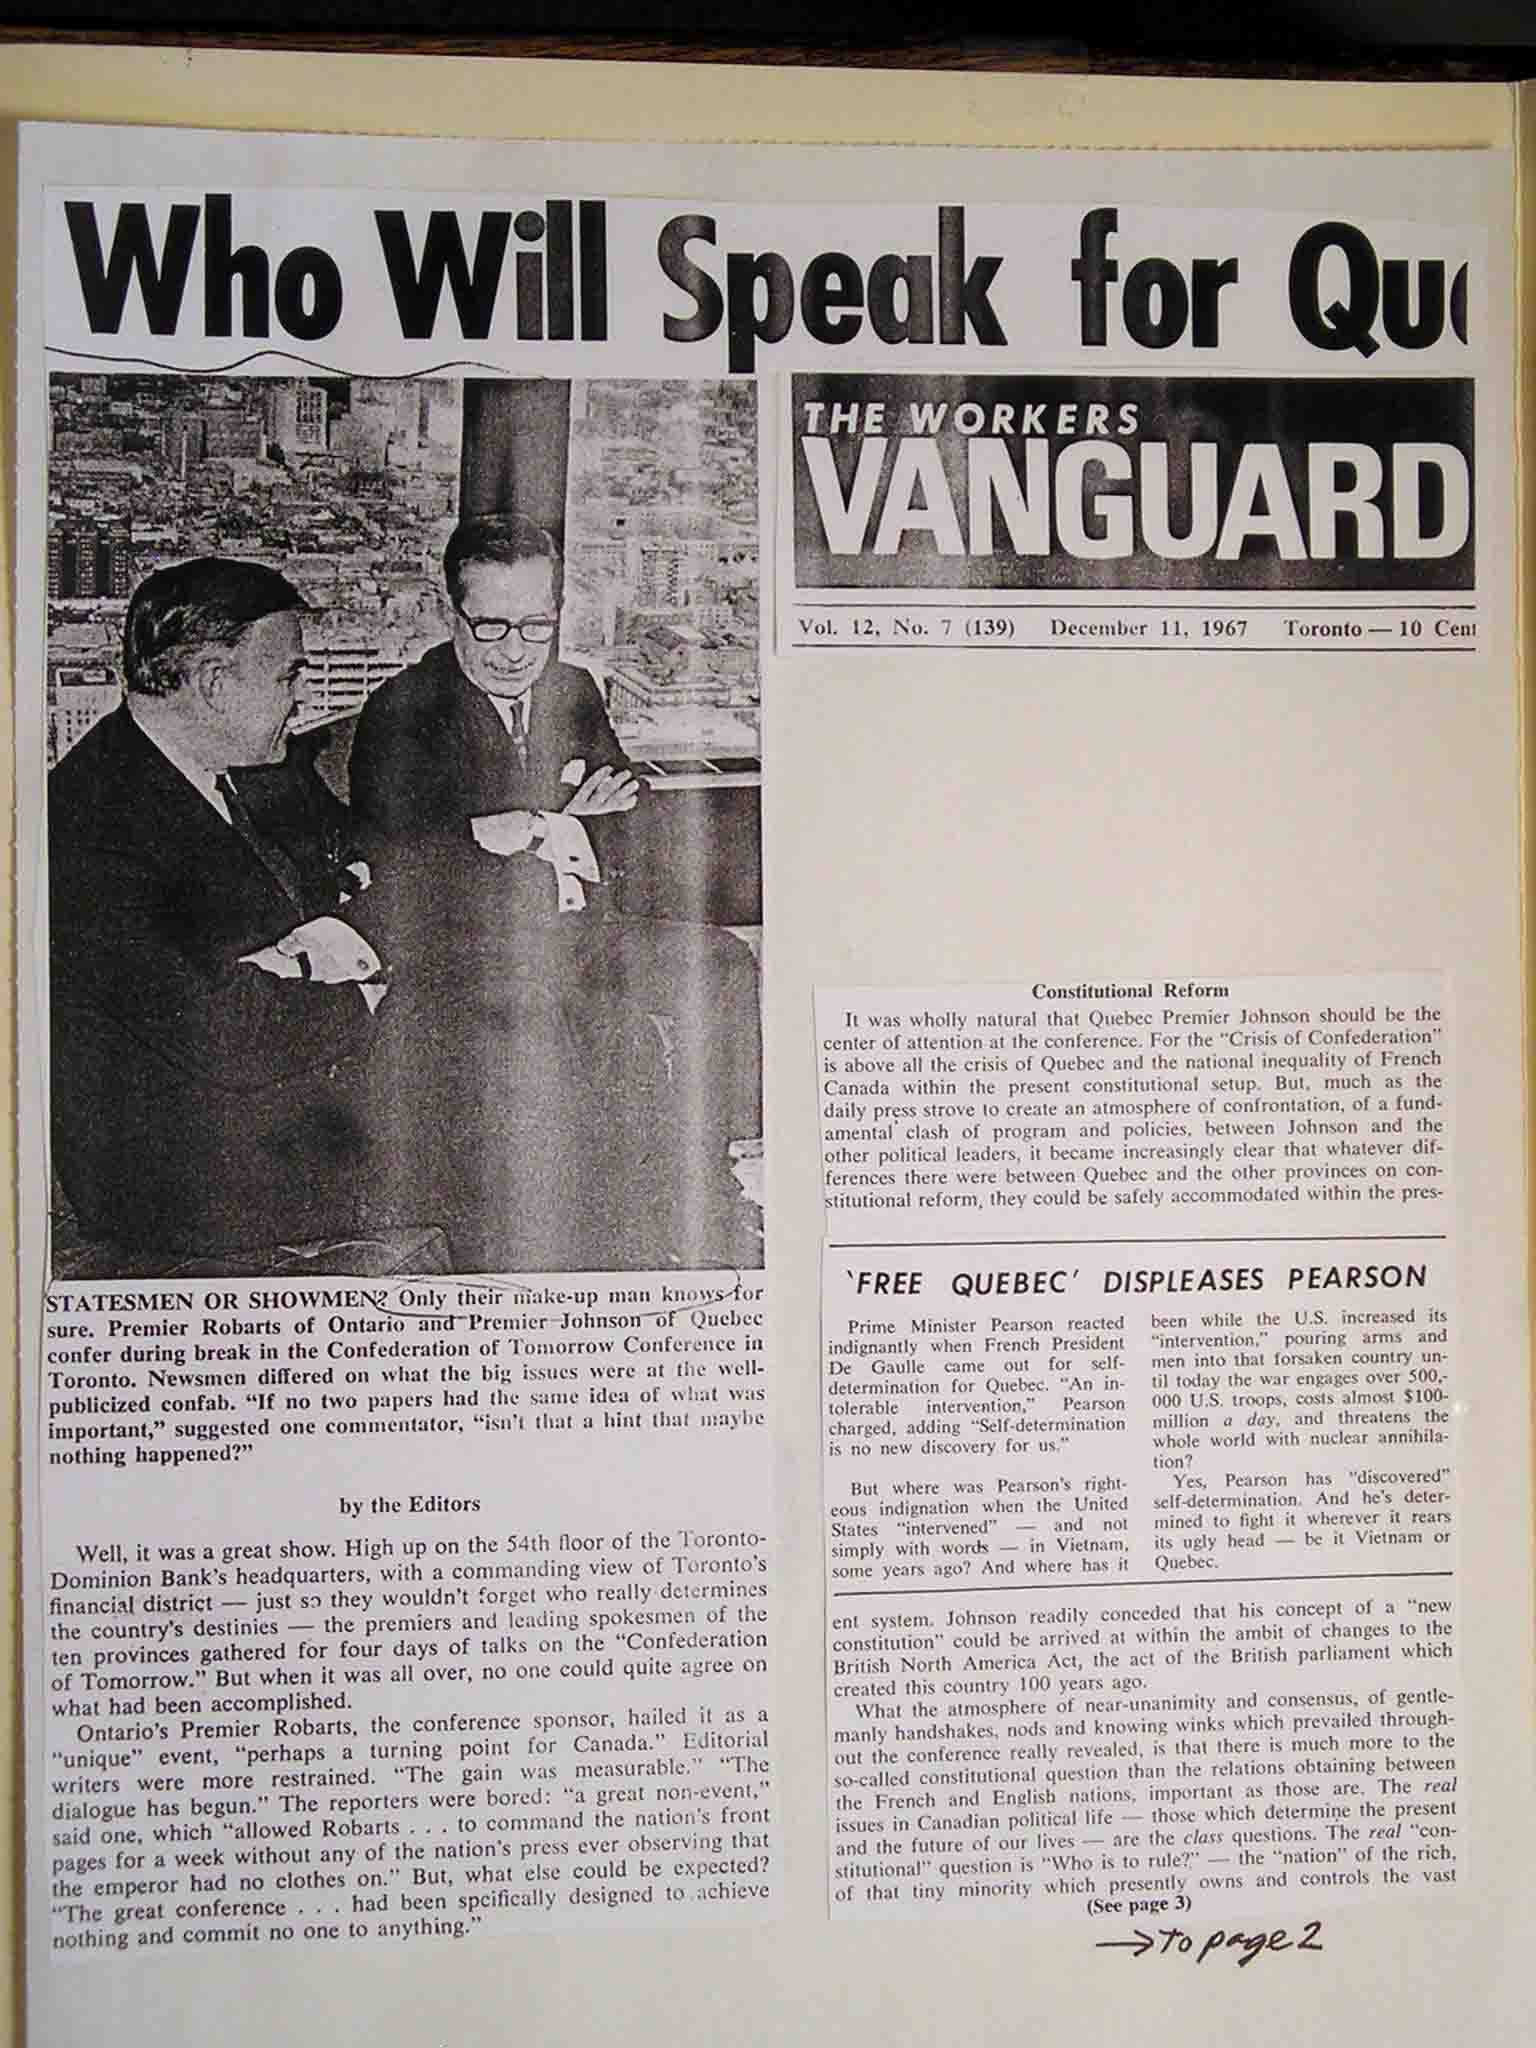 Who Will Speak for Qu
THE WORKERS
VANGUARD
Vol. 12, No. 7 (139) December 11, 1967 Toronto — 10 Cent
STATESMEN OR SHOWMEN? Only their make-up man knows for
sure. Premier Robarts of Ontario and Premier Johnson of Quebec
confer during break in the Confederation of Tomorrow Conference in
Toronto. Newsmen differed on what the big issues were at the well-
publicized confab. “If no two papers had the same idea of what was
important,” suggested one commentator, “isn't that a hint that maybe
nothing happened?”
by the Editors
Well, it was a great show. High up on the 54th floor of the Toronto-
Dominion Bank's headquarters, with a commanding view of Toronto's
financial district — just so they wouldn't forget who really determines
the country's destinies — the premiers and leading spokesmen of the
ten provinces gathered for four days of talks on the “Confederation
of Tomorrow.” But when it was all over, no one could quite agree on
what had been accomplished.
Ontario's Premier Robarts, the conference sponsor, hailed it as a
“unique” event, “perhaps a turning point for Canada.” Editorial
writers were more restrained. “The gain was measurable.” “The
dialogue has begun.” The reporters were bored: “a great non-event,”
said one, which “allowed Robarts . . . to command the nation's front
pages for a week without any of the nation's press ever observing that
the emperor had no clothes on.” But, what else could be expected?
“The great conference . . . had been spcifically designed to achieve
nothing and commit no one to anything.”
Constitutional Reform
It was wholly natural that Quebec Premier Johnson should be the
center of attention at the conference. For the “Crisis of Confederation”
is above all the crisis of Quebec and the national inequality of French
Canada within the present constitutional setup. But, much as the
daily press strove to create an atmosphere of confrontation, of a fund-
amental clash of program and policies, between Johnson and the
other political leaders, it became increasingly clear that whatever dif-
ferences there were between Quebec and the other provinces on con-
stitutional reform, they could be safely accommodated within the pres-
‘FREE QUEBEC’ DISPLEASES PEARSON
Prime Minister Pearson reacted
indignantly when French President
De Gaulle came out for self-
determination for Quebec. “An in-
tolerable intervention,” Pearson
charged, adding “Self-determination
is no new discovery for us.”
But where was Pearson's right-
eous indignation when the United
States “intervened” — and not
simply with words — in Vietnam,
some years ago? And where has it
been while the U.S. increased its
“intervention,” pouring arms and
men into that forsaken country un-
til today the war engages over 500,-
000 U.S. troops, costs almost $100-
million a day, and threatens the
whole world with nuclear annihila-
tion?
Yes, Pearson has “discovered”
self-determination. And he's deter-
mined to fight it wherever it rears
its ugly head — be it Vietnam or
Quebec.
ent system. Johnson readily conceded that his concept of a “new
constitution” could be arrived at within the ambit of changes to the
British North America Act, the act of the British parliament which
created this country 100 years ago.
What the atmosphere of near-unanimity and consensus, of gentle-
manly handshakes, nods and knowing winks which prevailed through-
out the conference really revealed, is that there is much more to the
so-called constitutional question than the relations obtaining between
the French and English nations, important as those are. The real
issues in Canadian political life — those which determine the present
and the future of our lives — are the class questions. The real “con-
stitutional” question is “Who is to rule?” — the “nation” of the rich,
of that tiny minority which presently owns and controls the vast
(See page 3)
→ To page 2